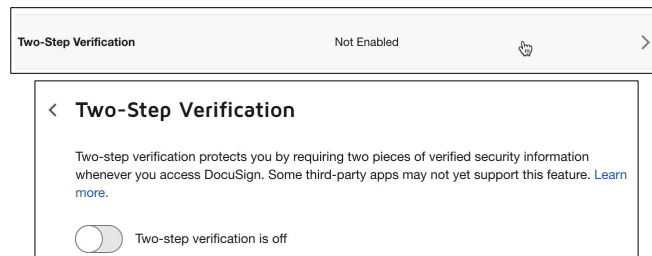 Two-Step Verification Not Enabled
Two-Step Verification
Two-step verification protects you by requiring two pieces of verified security information
whenever you access DocuSign. Some third-party apps may not yet support this feature. Learn
more.
Two-step verification is off